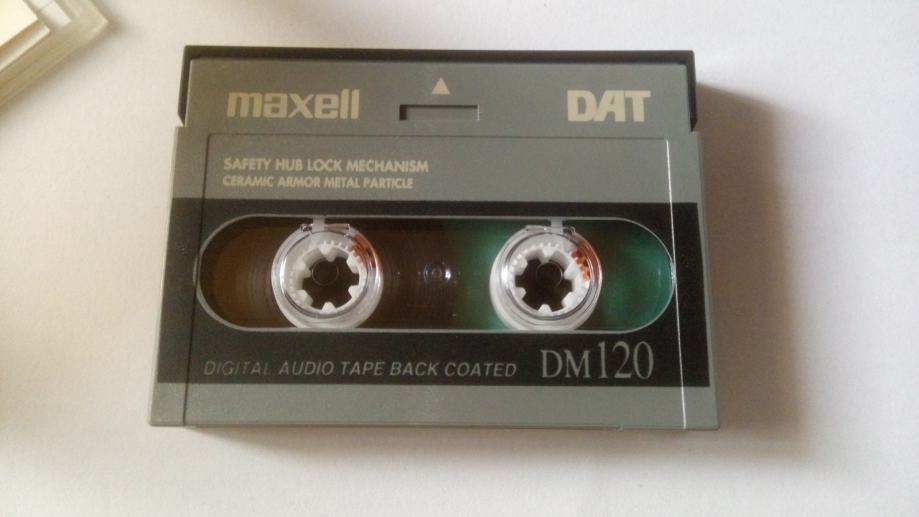 maxell DAT
SAFETY HUB LOCK MECHANISM
CERAMIC ARMOR METAL PARTICLE
DIGITAL AUDIO TAPE BACK COATED DM120